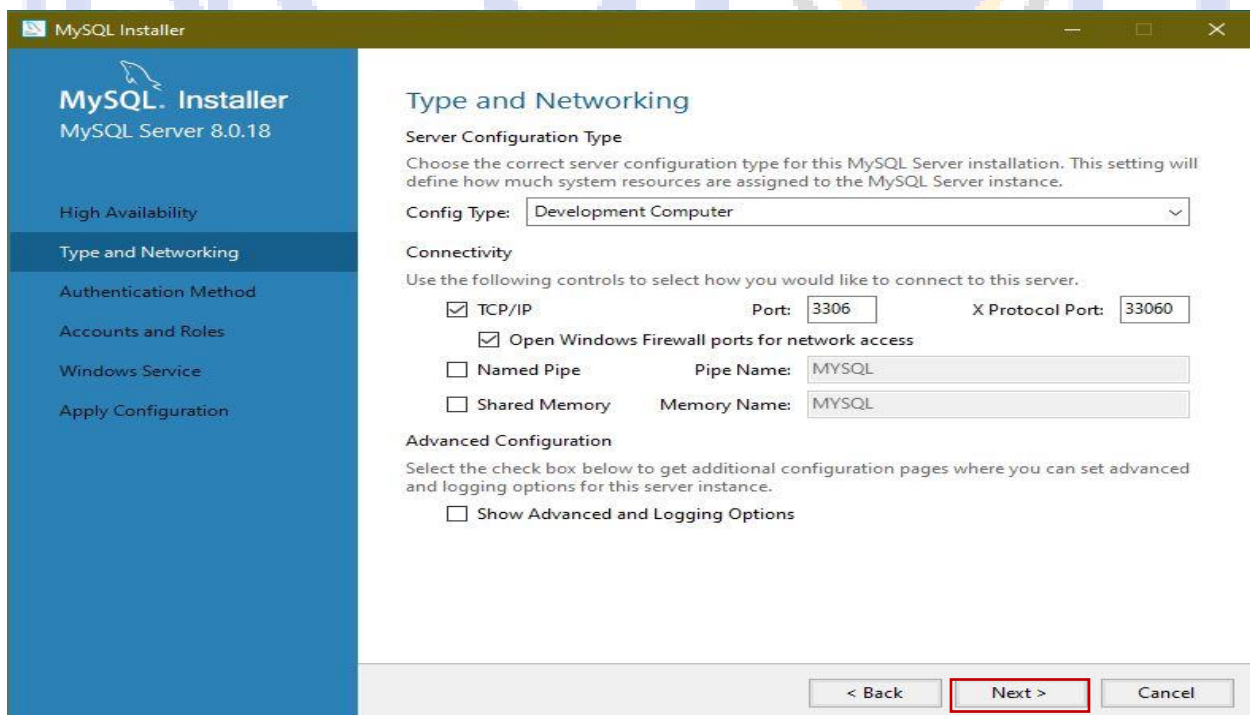 MySQL Installer
MySQL. Installer
MySQL Server 8.0.18
High Availability
Type and Networking
Authentication Method
Accounts and Roles
Windows Service
Apply Configuration
Type and Networking
Server Configuration Type
Choose the correct server configuration type for this MySQL Server installation. This setting will
define how much system resources are assigned to the MySQL Server instance.
Config Type: Development Computer
Connectivity
Use the following controls to select how you would like to connect to this server.
TCP/IP Port: 3306 X Protocol Port: 33060
Open Windows Firewall ports for network access
Named Pipe Pipe Name: MYSQL
Shared Memory Memory Name: MYSQL
Advanced Configuration
Select the check box below to get additional configuration pages where you can set advanced
and logging options for this server instance.
Show Advanced and Logging Options
< Back Next > Cancel